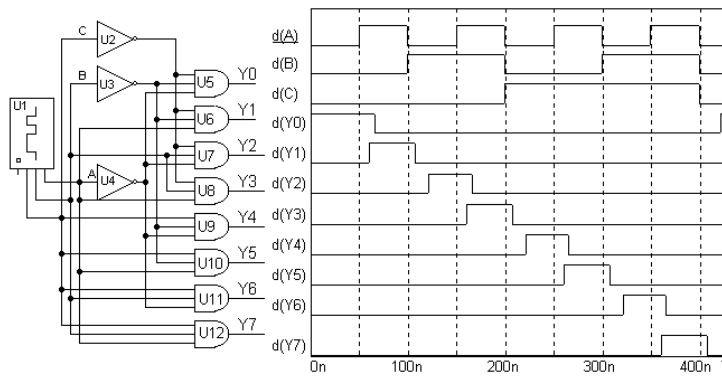 C
U2
B
U3
U1
A
U4
U5
Y0
U6
Y1
U7
Y2
U8
Y3
U9
Y4
U10
Y5
U11
Y6
U12
Y7
d(A)
d(B)
d(C)
d(Y0)
d(Y1)
d(Y2)
d(Y3)
d(Y4)
d(Y5)
d(Y6)
d(Y7)
0n 100n 200n 300n 400n